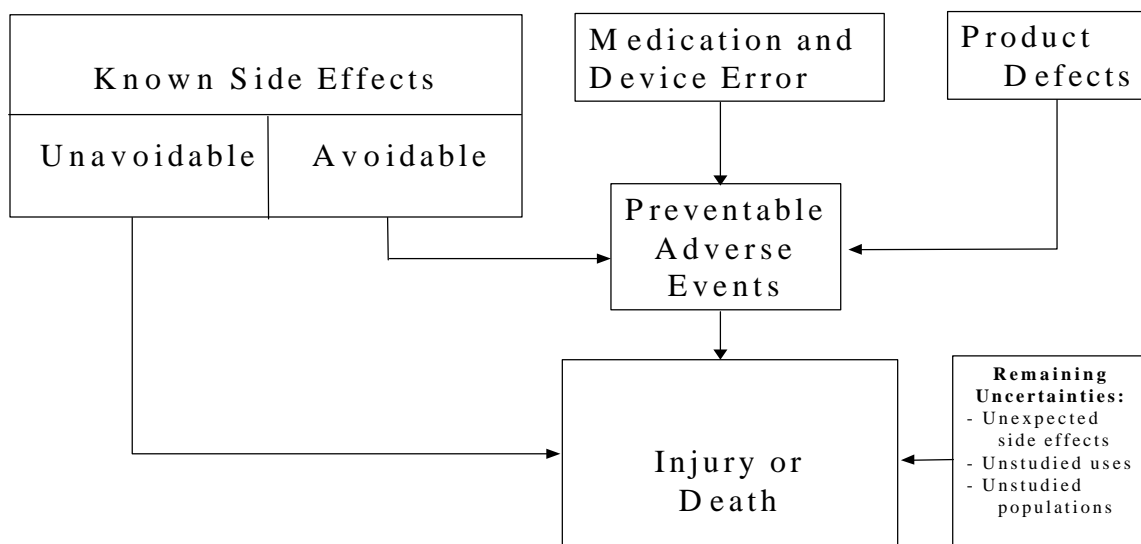 Known Side Effects
Unavoidable
Avoidable
Medication and
Device Error
Product
Defects
Preventable
Adverse
Events
Injury or
Death
Remaining
Uncertainties:
- Unexpected
side effects
- Unstudied uses
- Unstudied
populations